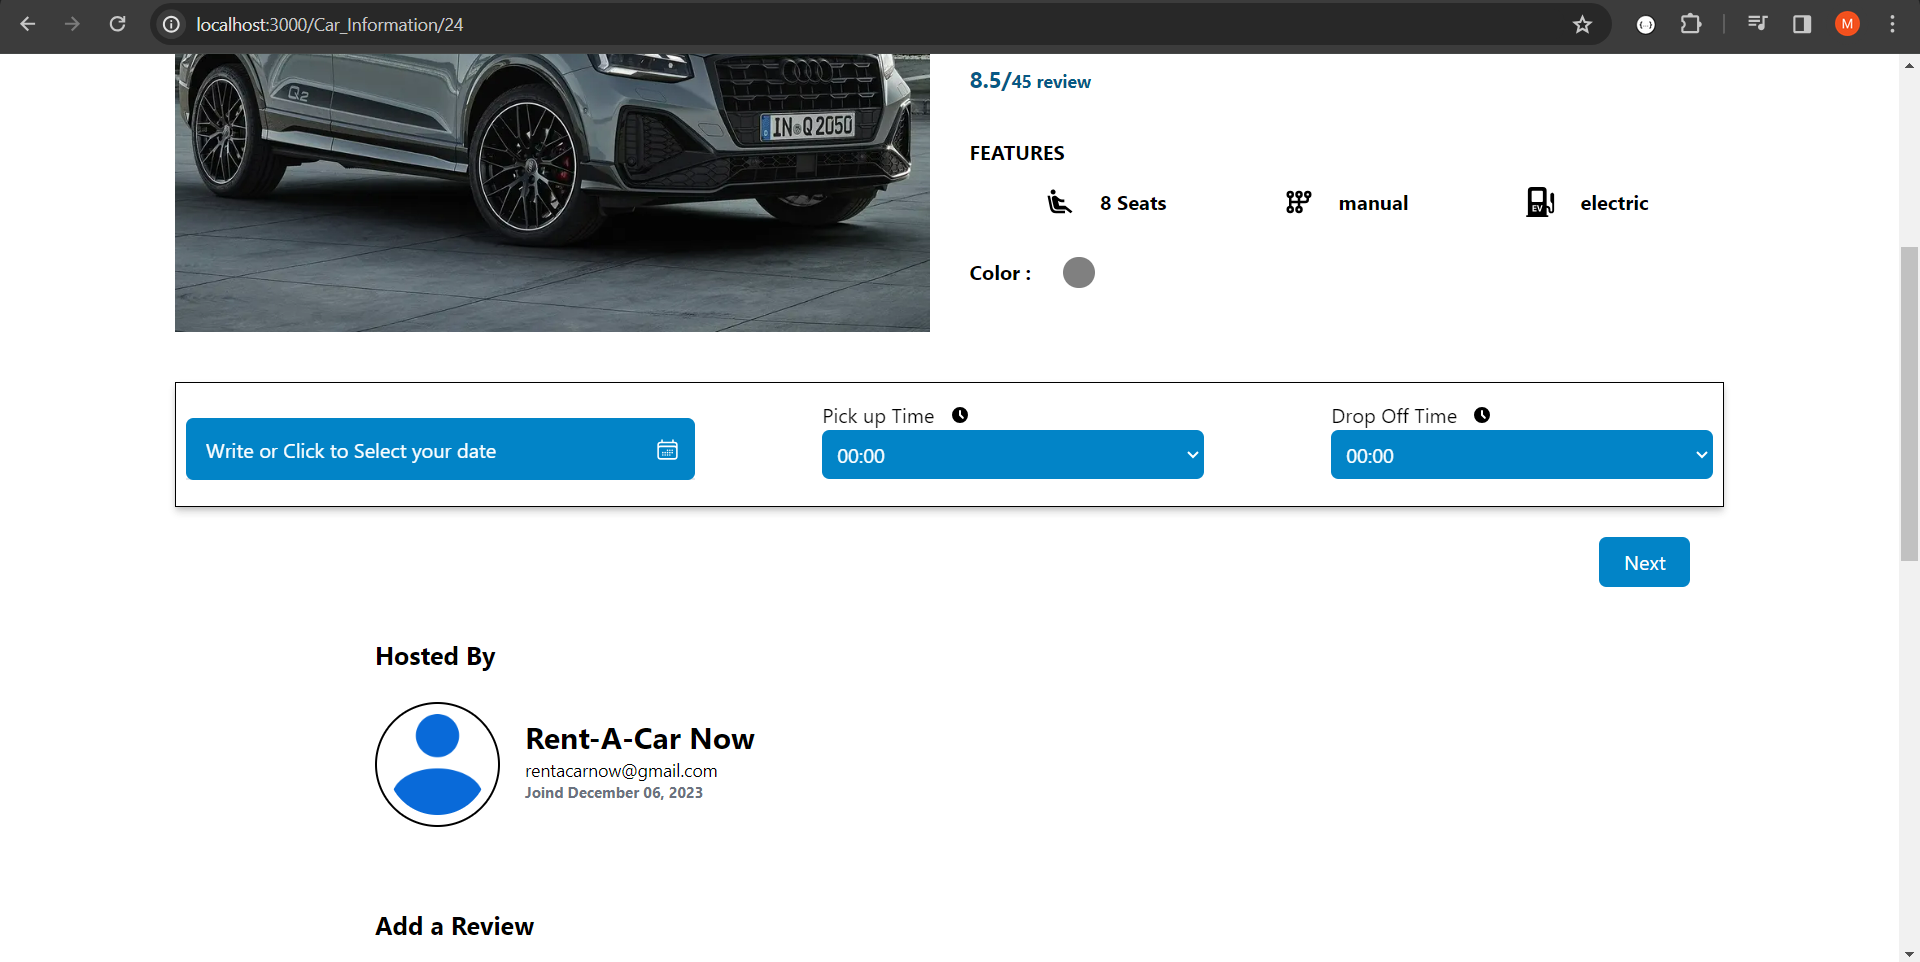 localhost:3000/Car_Information/24
M
Q2
IN Q 2050
8.5/45 review
FEATURES
8 Seats
manual
EV
electric
Color :
Write or Click to Select your date
Pick up Time
00:00
Drop Off Time
00:00
Next
Hosted By
Rent-A-Car Now
rentacarnow@gmail.com
Joind December 06, 2023
Add a Review